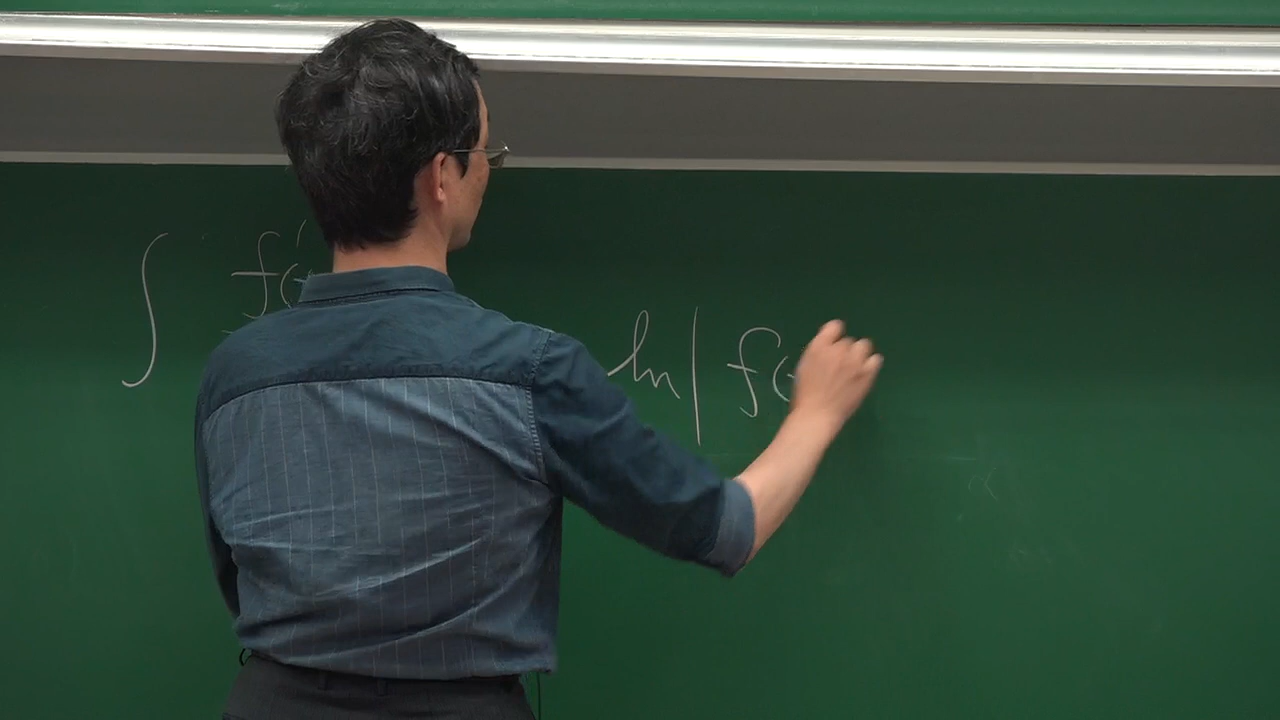 ∫ f'(
ln | f(